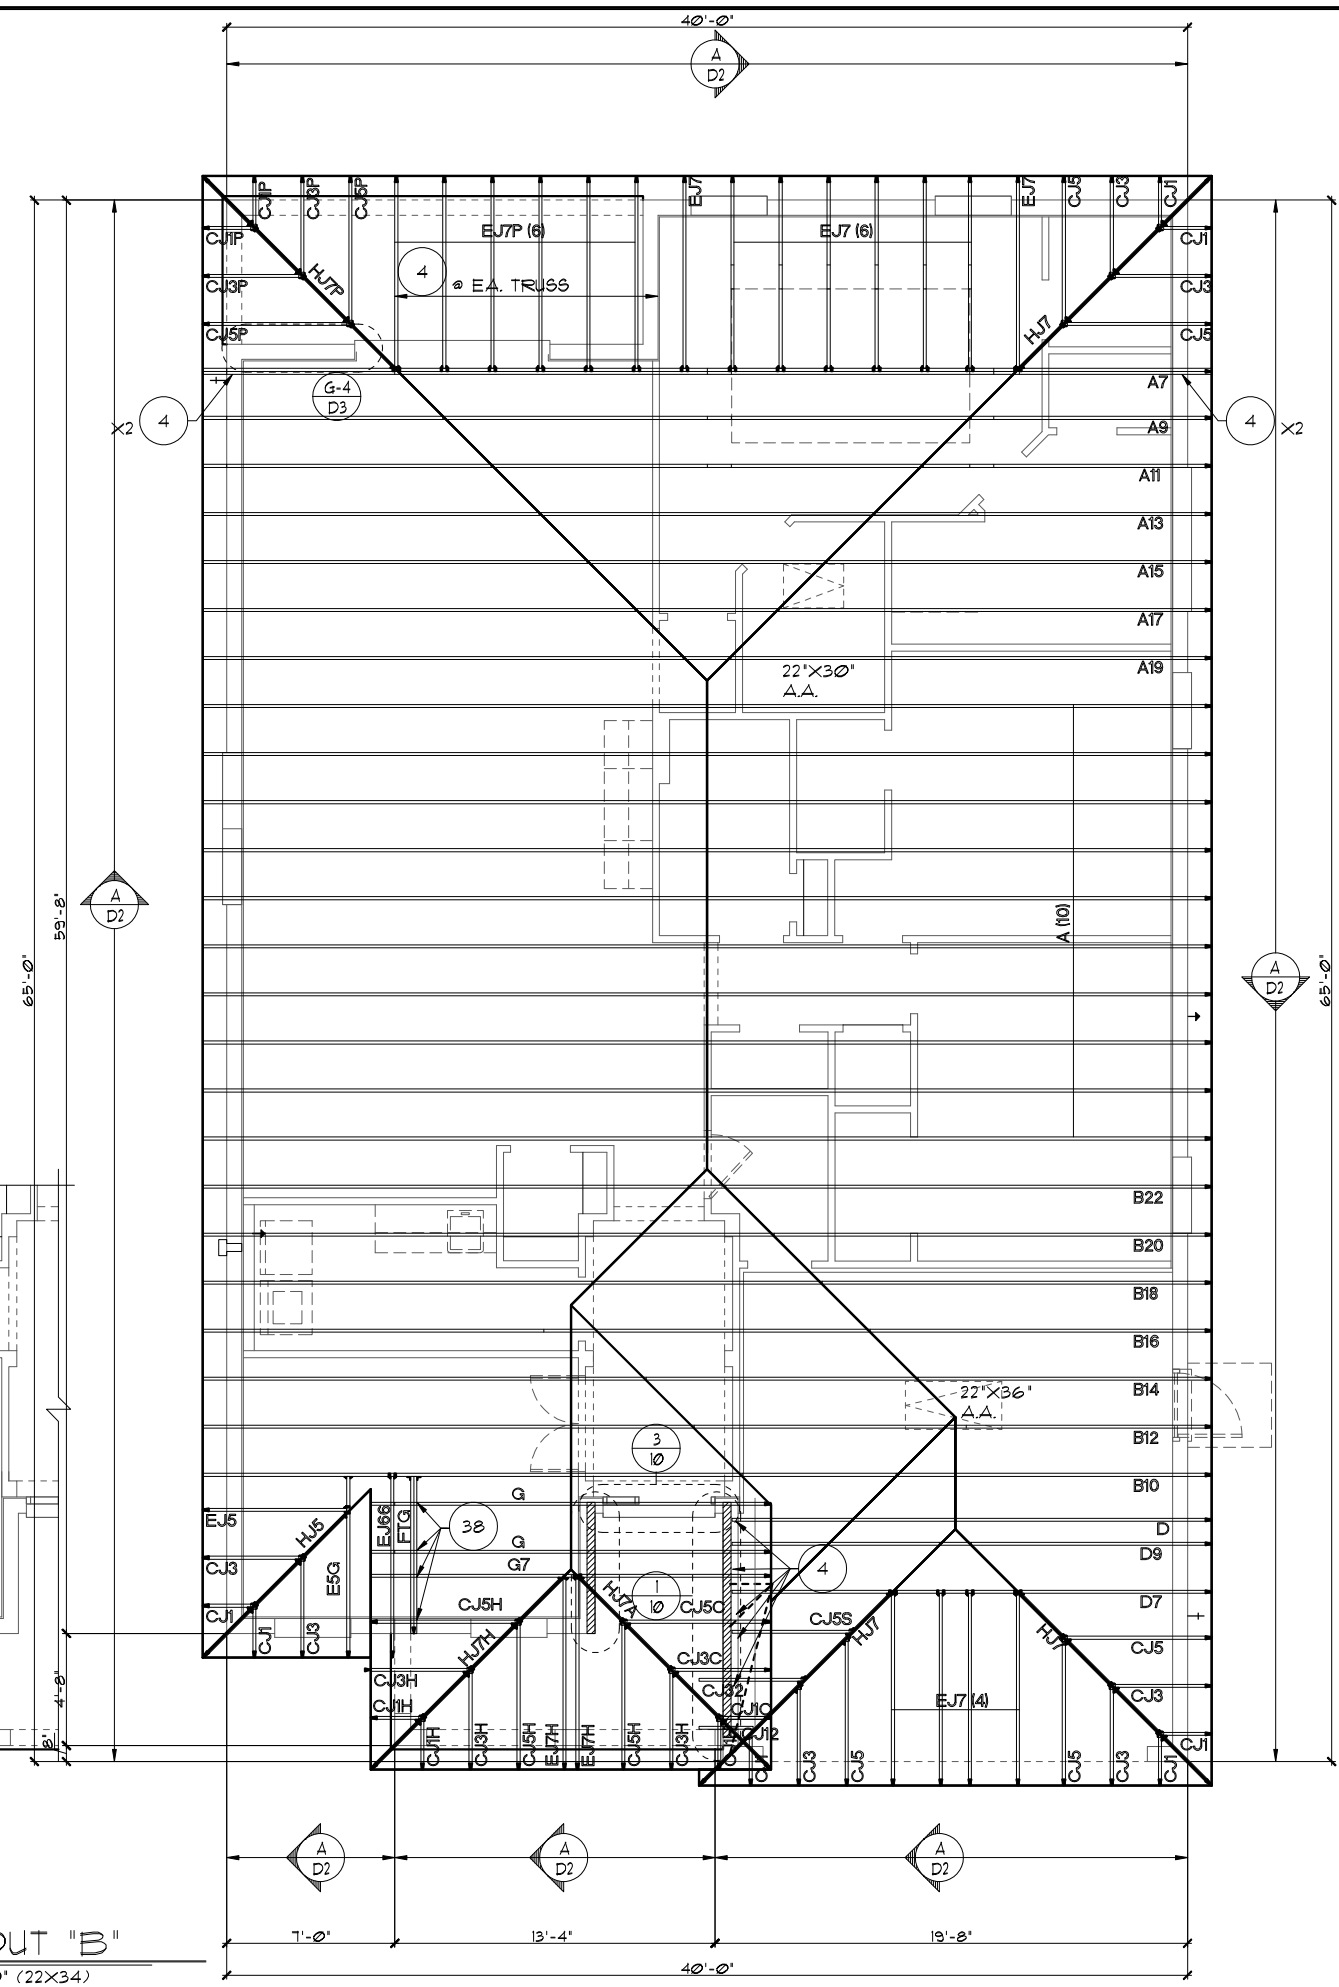 40'-0"
A
D2
CJ1P
CJ3P
CJ5P
EJ7
EJ7
CJ5
CJ3
CJ1
EJ7P (6)
EJ7 (6)
CJ1P
CJ1
4
@ EA. TRUSS
HJ7P
CJ3P
CJ3
HJ7
CJ5P
CJ5
G-4
D3
A7
X2
4
4
X2
A9
A11
A13
A15
A17
22"X30"
A.A.
A19
A
D2
59'-8"
65'-0"
A (10)
A
D2
65'-0"
B22
B20
B18
B16
22"X36"
A.A.
B14
B12
3
10
B10
G
EJ5
EJ66
FTG
38
D
HJ5
G
D9
CJ3
G7
4
E5G
1
10
HJ7A
D7
CJ1
CJ5H
CJ5C
CJ5S
CJ1
CJ3
HJ7
HJ7
CJ5
HJ7H
CJ3C
CJ3H
CJ32
CJ3
4'-8"
EJ7 (4)
CJ1H
CJ1C
CJ12
CJ1
8"
CJ1H
CJ3H
CJ5H
EJ7H
EJ7H
CJ5H
CJ3H
CJ1
CJ3
CJ5
CJ5
CJ3
CJ1
A
D2
A
D2
A
D2
7'-0"
13'-4"
19'-8"
OUT "B"
40'-0"
0" (22X34)